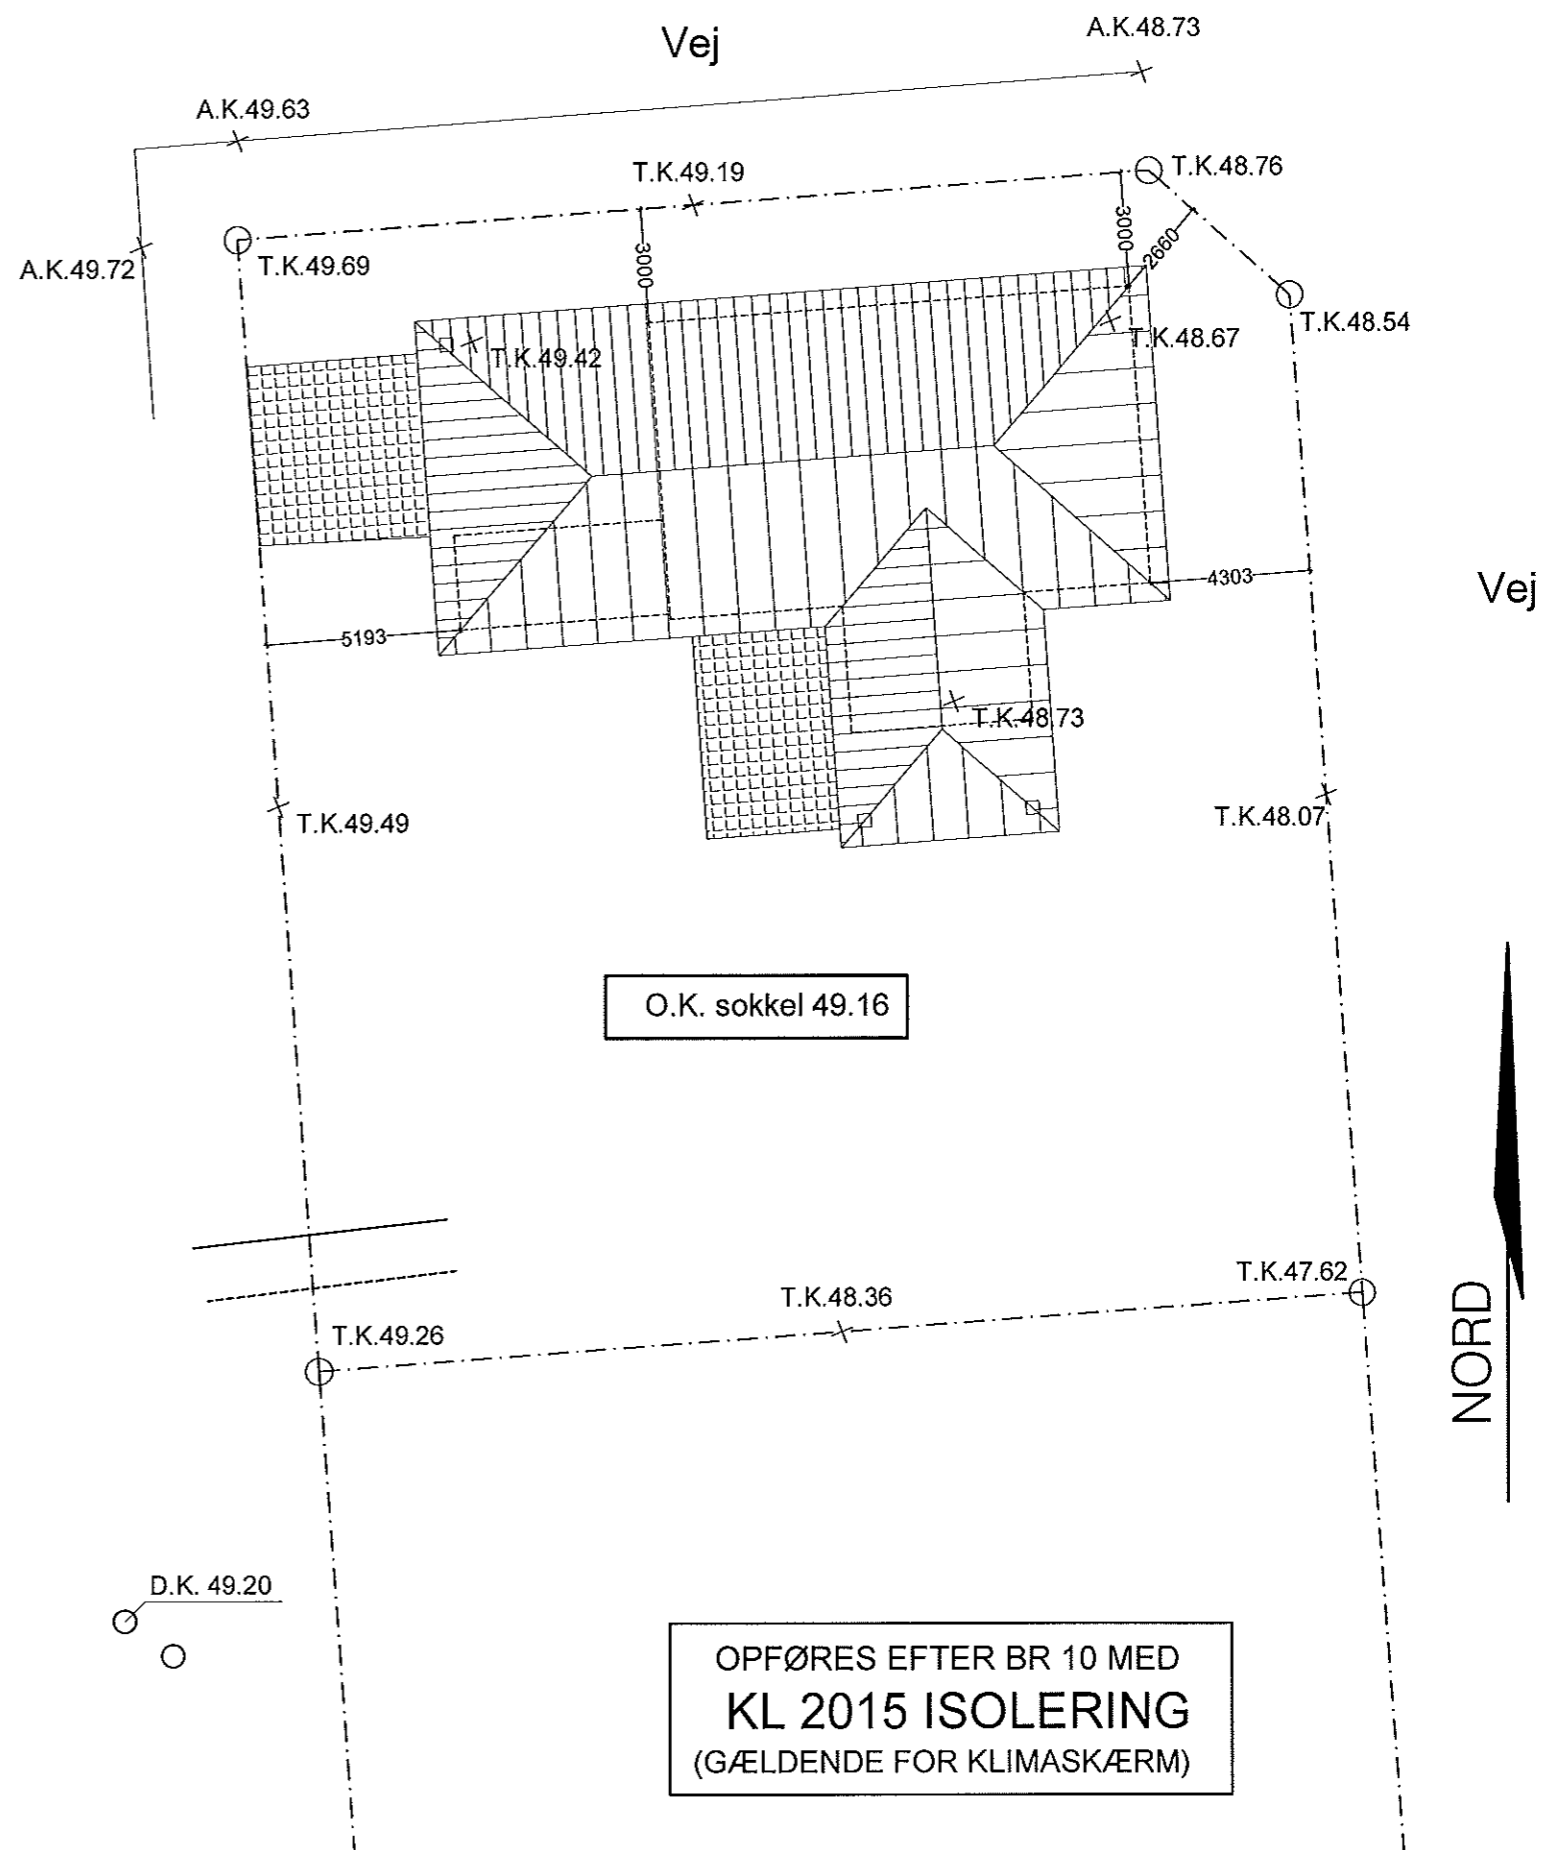 Vej
A.K.48.73
A.K.49.63
T.K.49.19
T.K.48.76
A.K.49.72
T.K.49.69
3000
3000
2660
T.K.48.54
T.K.49.42
T.K.48.67
4303
Vej
5193
T.K.48.73
T.K.49.49
T.K.48.07
O.K. sokkel 49.16
T.K.47.62
T.K.48.36
T.K.49.26
NORD
D.K. 49.20
OPFØRES EFTER BR 10 MED
KL 2015 ISOLERING
(GÆLDENDE FOR KLIMASKÆRM)